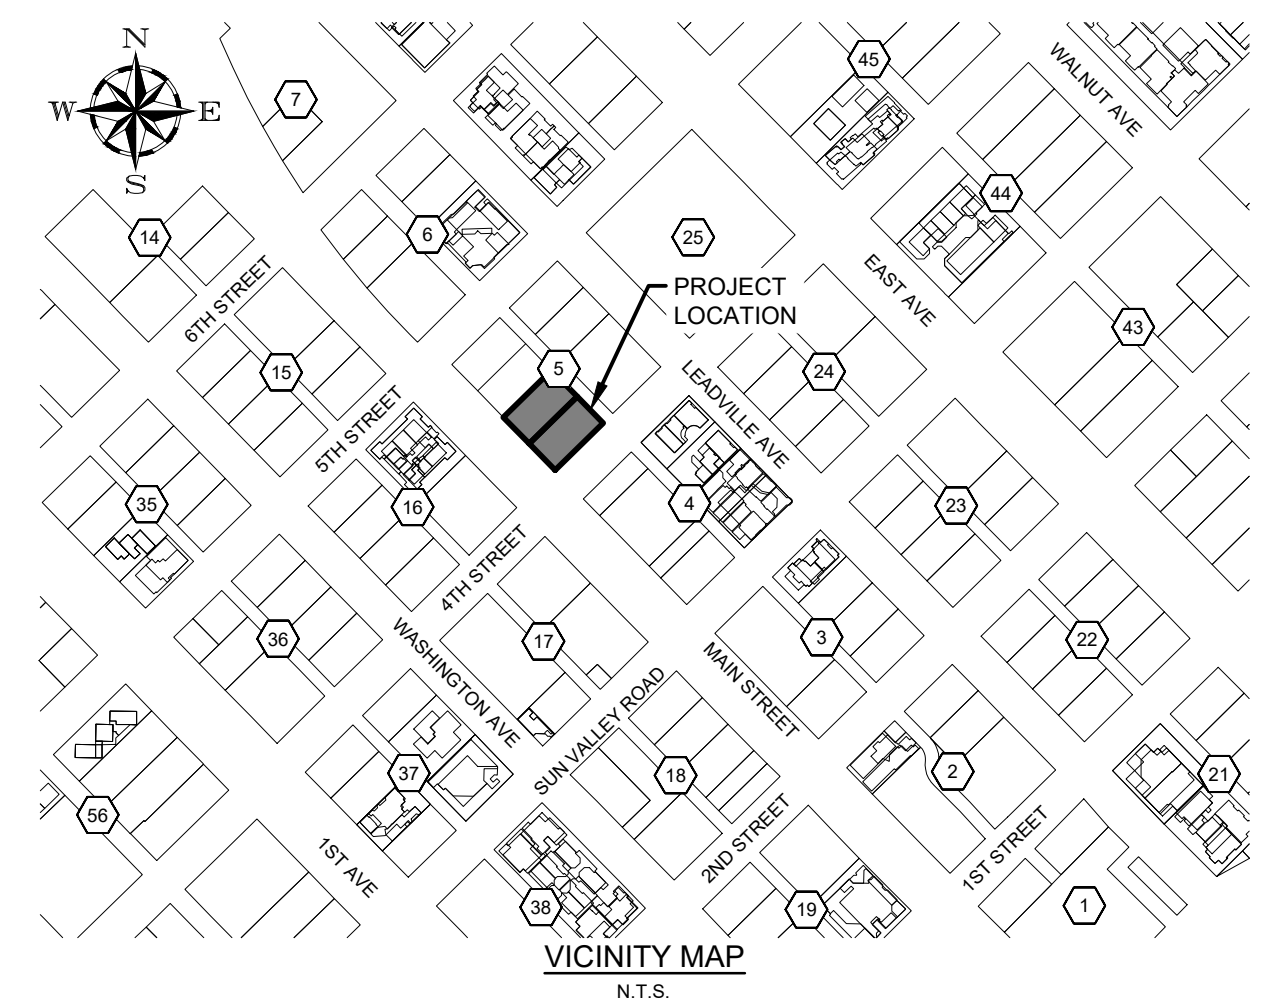 N
W
E
S
7
45
WALNUT AVE
44
14
6
25
6TH STREET
EAST AVE
PROJECT
LOCATION
43
15
5
24
LEADVILLE AVE
5TH STREET
35
16
4
23
4TH STREET
36
WASHINGTON AVE
17
MAIN STREET
3
22
SUN VALLEY ROAD
37
18
2
21
56
1ST AVE
2ND STREET
1ST STREET
38
19
1
VICINITY MAP
N.T.S.